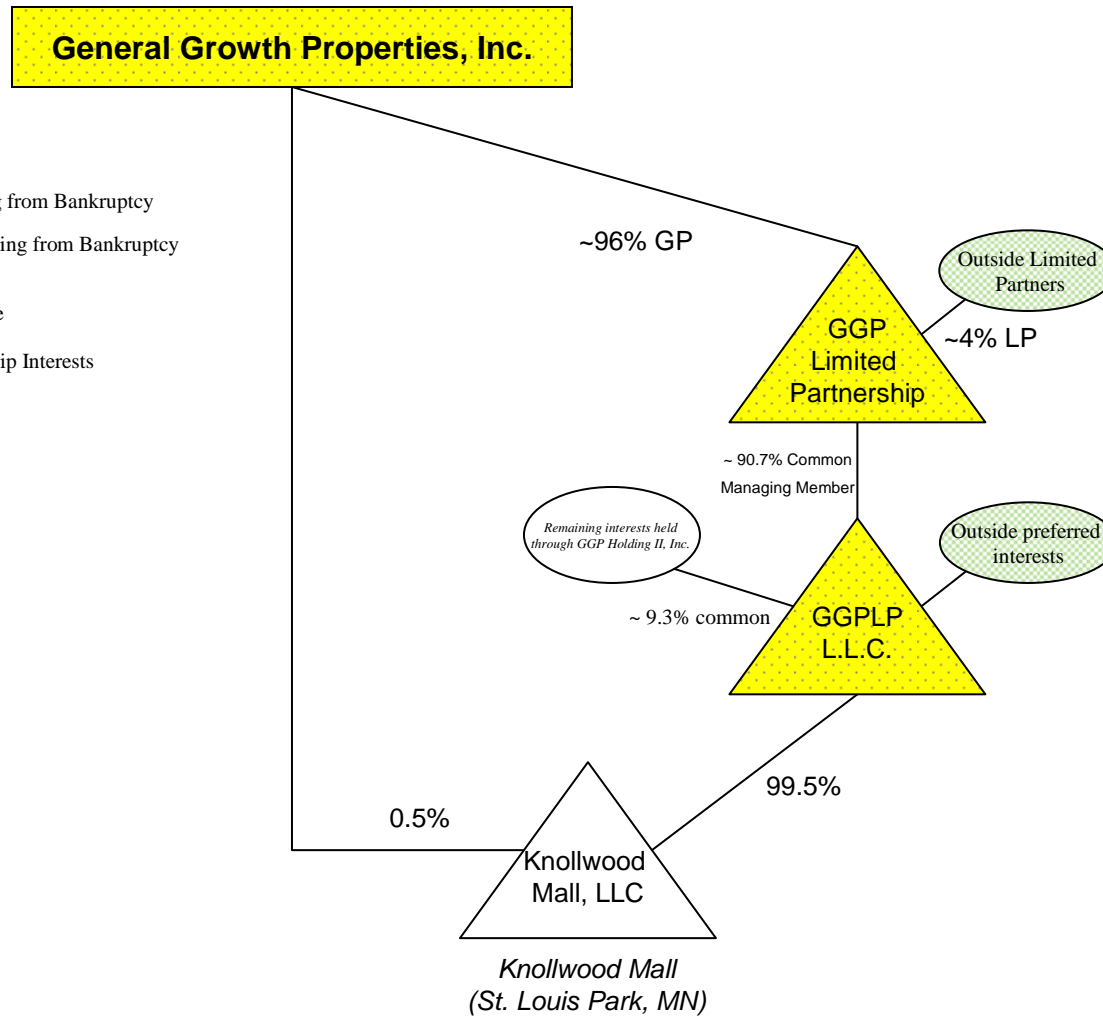 General Growth Properties, Inc.
from Bankruptcy
from Bankruptcy
Interests
~96% GP
Outside Limited
Partners
~4% LP
GGP
Limited
Partnership
~ 90.7% Common
Managing Member
Remaining interests held
through GGP Holding II, Inc.
Outside preferred
interests
~ 9.3% common
GGPLP
L.L.C.
99.5%
0.5%
Knollwood
Mall, LLC
Knollwood Mall
(St. Louis Park, MN)